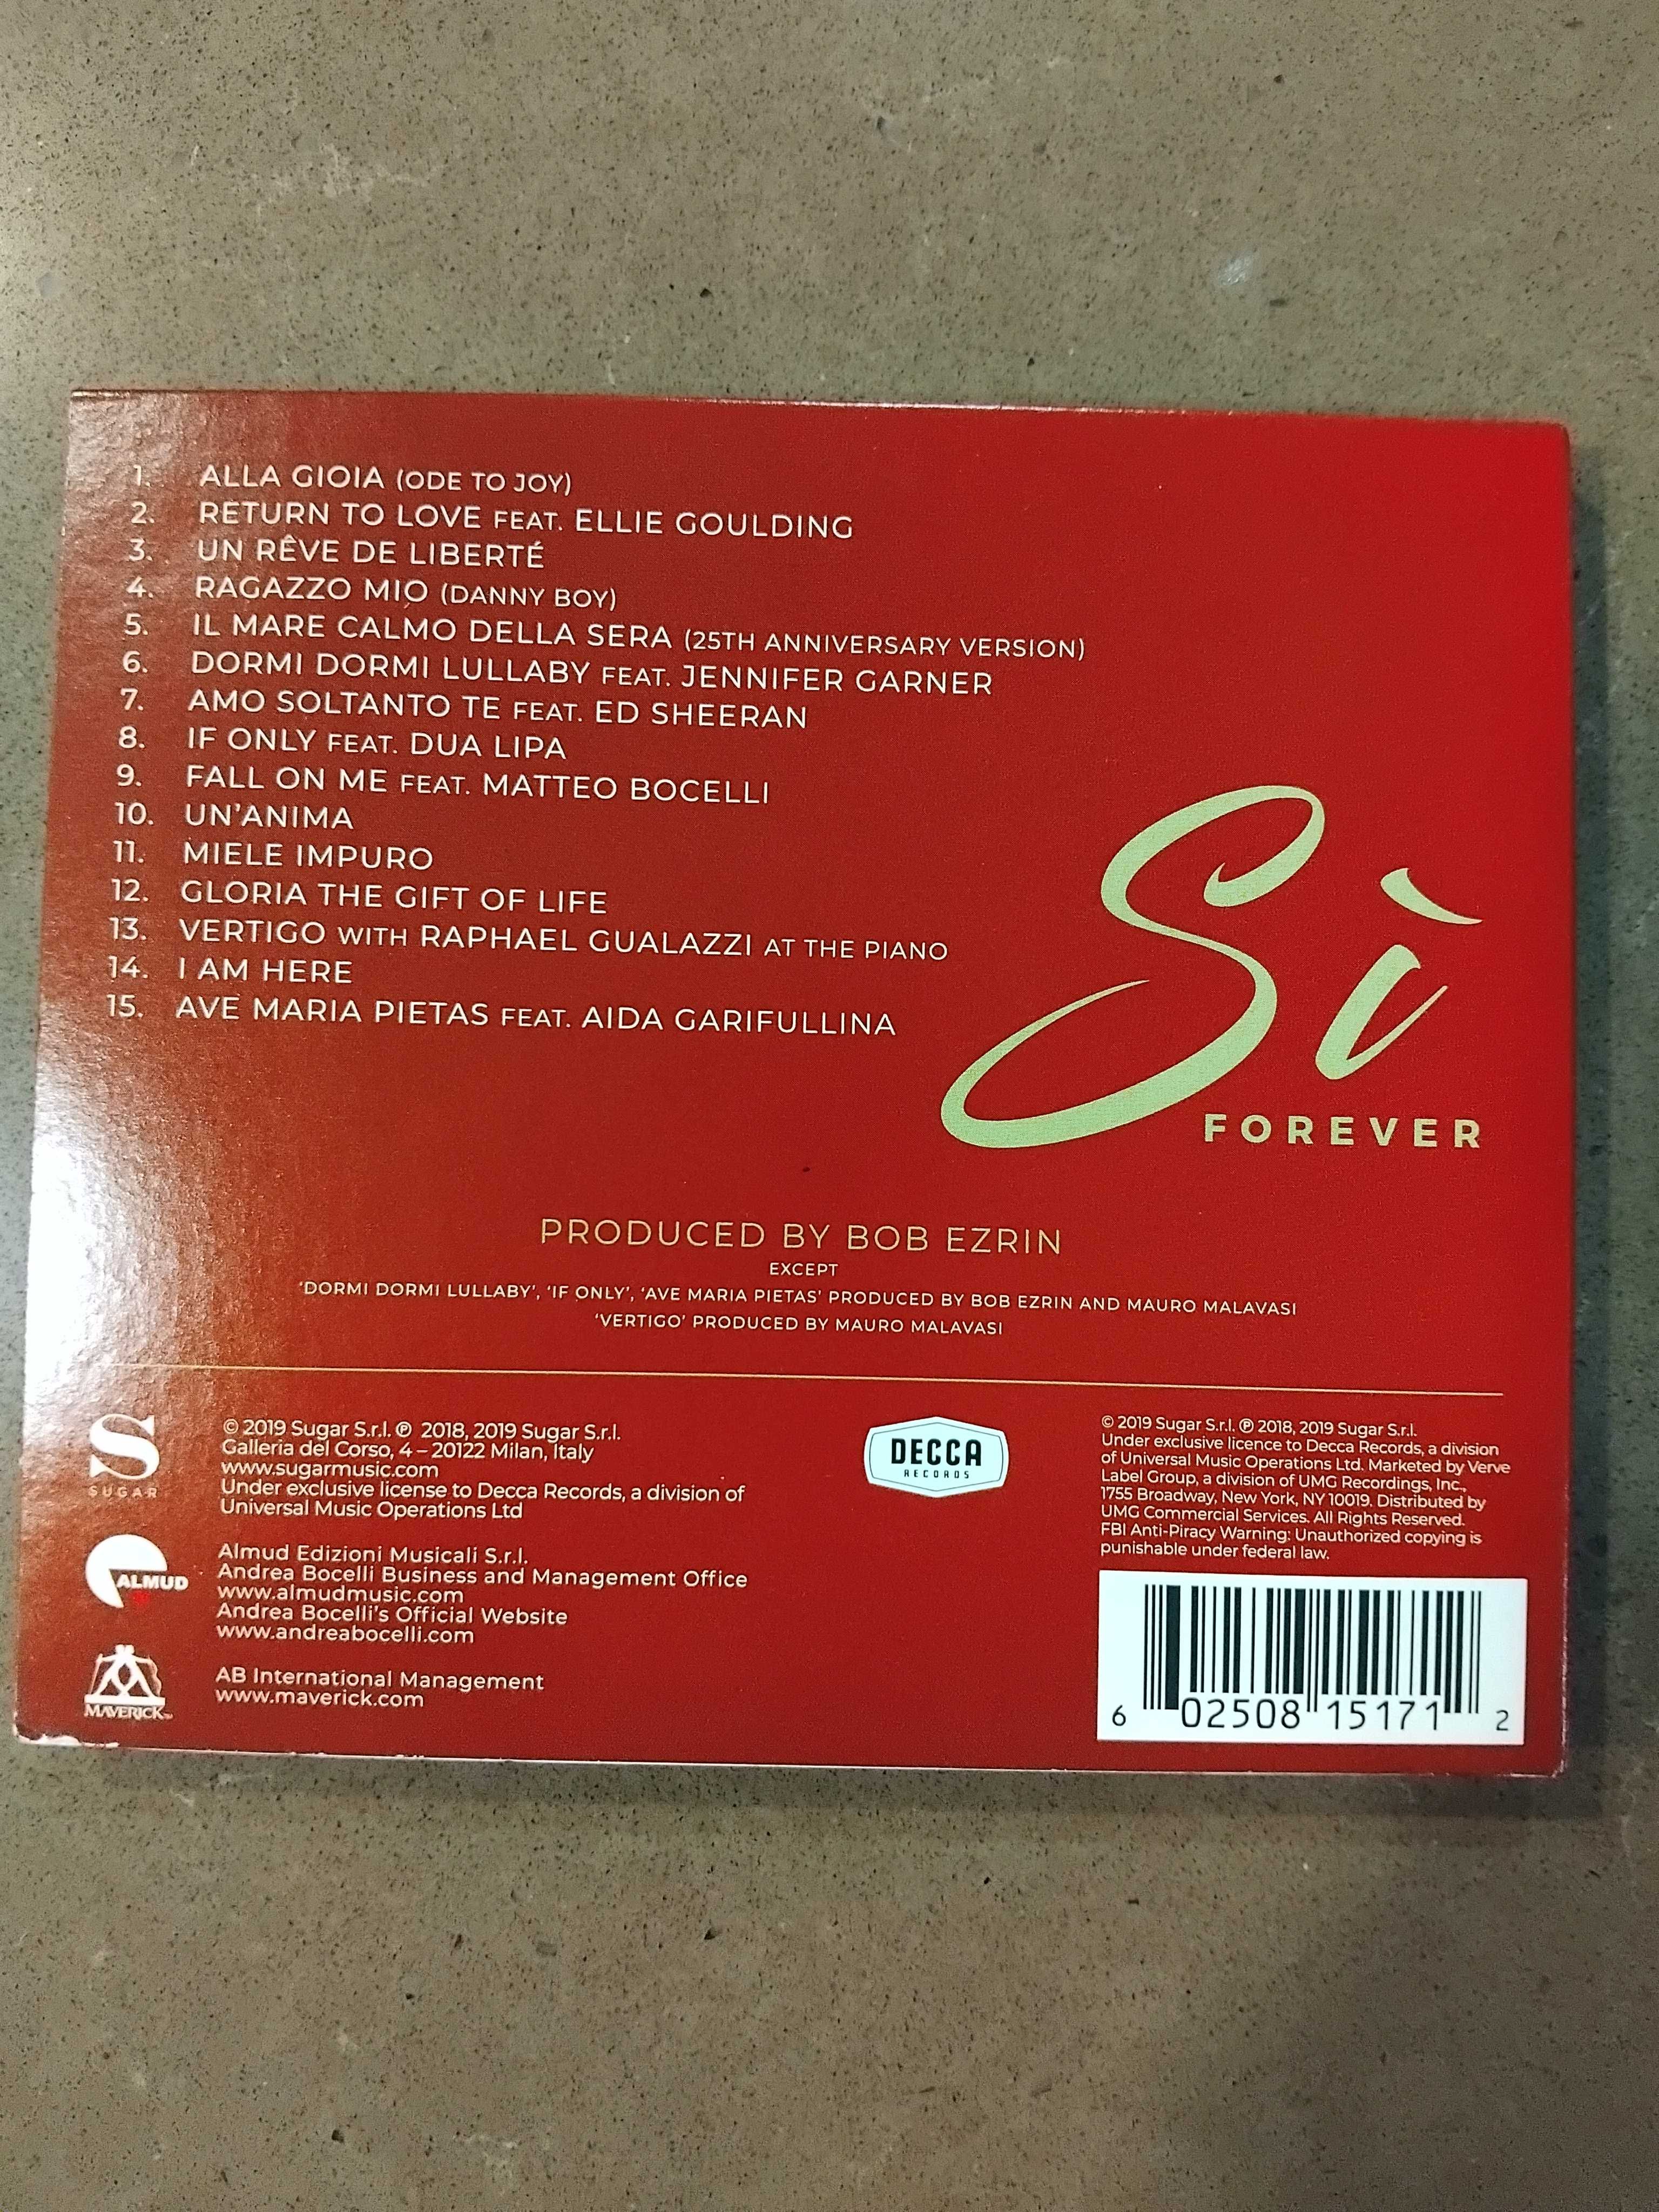 1. ALLA GIOIA (ODE TO JOY)
2. RETURN TO LOVE FEAT. ELLIE GOULDING
3. UN RÊVE DE LIBERTÉ
4. RAGAZZO MIO (DANNY BOY)
5. IL MARE CALMO DELLA SERA (25TH ANNIVERSARY VERSION)
6. DORMI DORMI LULLABY FEAT. JENNIFER GARNER
7. AMO SOLTANTO TE FEAT. ED SHEERAN
8. IF ONLY FEAT. DUA LIPA
9. FALL ON ME FEAT. MATTEO BOCELLI
10. UN'ANIMA
11. MIELE IMPURO
12. GLORIA THE GIFT OF LIFE
13. VERTIGO WITH RAPHAEL GUALAZZI AT THE PIANO
14. I AM HERE
15. AVE MARIA PIETAS FEAT. AIDA GARIFULLINA
Sì
FOREVER
PRODUCED BY BOB EZRIN
EXCEPT
'DORMI DORMI LULLABY', 'IF ONLY', 'AVE MARIA PIETAS' PRODUCED BY BOB EZRIN AND MAURO MALAVASI
'VERTIGO' PRODUCED BY MAURO MALAVASI
S
SUGAR
© 2019 Sugar S.r.l. ℗ 2018, 2019 Sugar S.r.l.
Galleria del Corso, 4 – 20122 Milan, Italy
www.sugarmusic.com
Under exclusive license to Decca Records, a division of
Universal Music Operations Ltd
ALMUD
Almud Edizioni Musicali S.r.l.
Andrea Bocelli Business and Management Office
www.almudmusic.com
Andrea Bocelli's Official Website
www.andreabocelli.com
MAVERICK™
AB International Management
www.maverick.com
DECCA
RECORDS
© 2019 Sugar S.r.l. ℗ 2018, 2019 Sugar S.r.l.
Under exclusive licence to Decca Records, a division
of Universal Music Operations Ltd. Marketed by Verve
Label Group, a division of UMG Recordings, Inc.,
1755 Broadway, New York, NY 10019. Distributed by
UMG Commercial Services. All Rights Reserved.
FBI Anti-Piracy Warning: Unauthorized copying is
punishable under federal law.
6 02508 15171 2